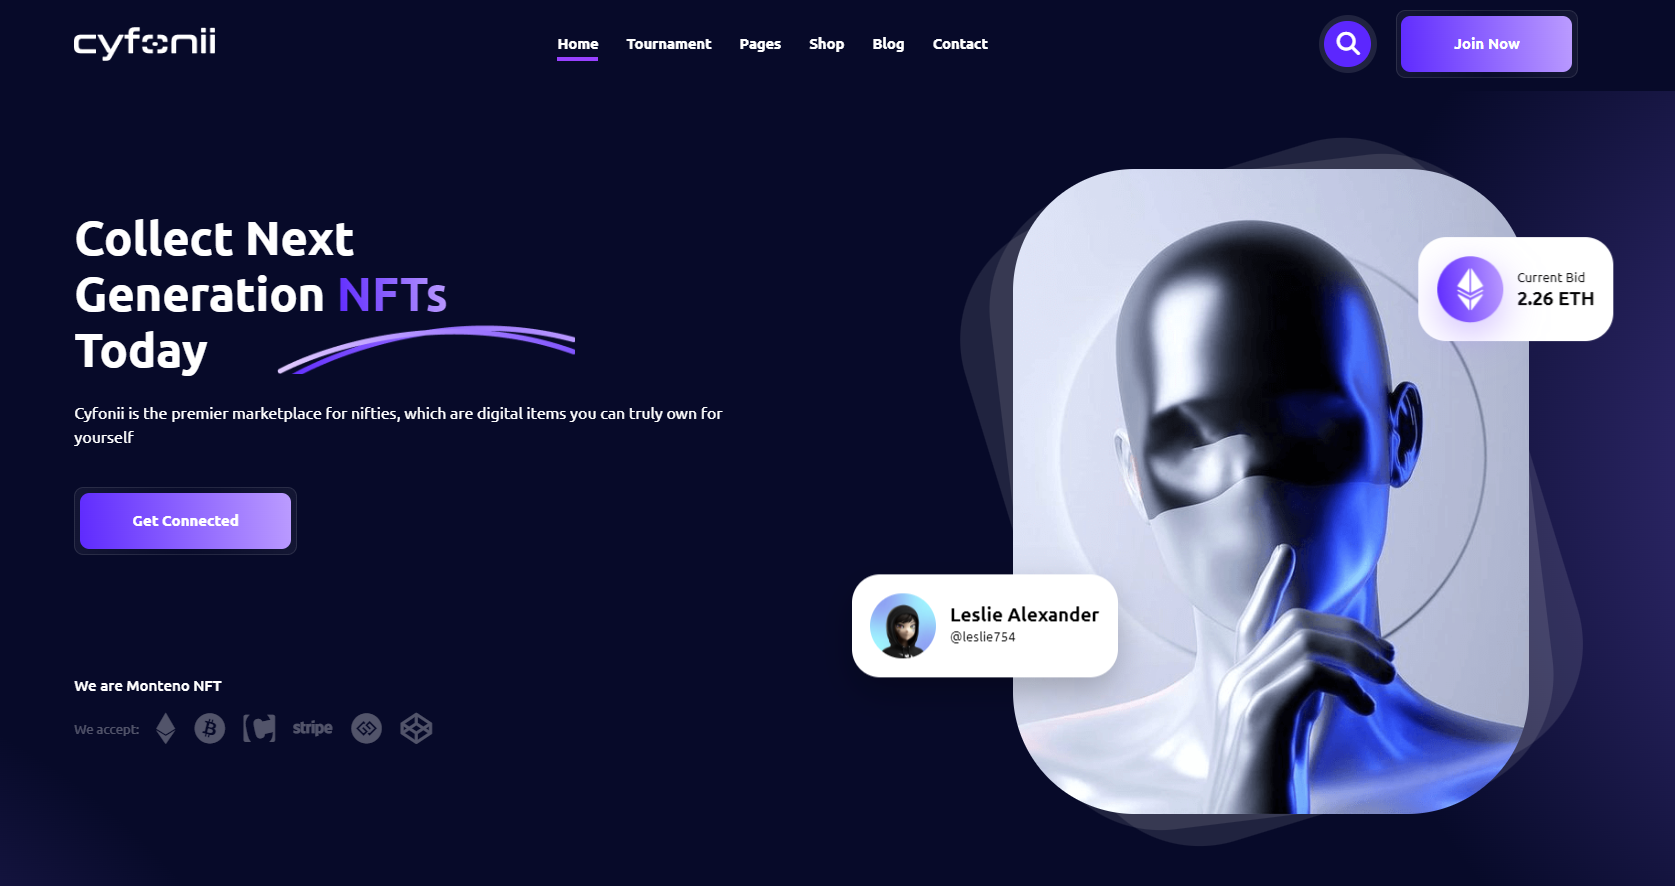 cyfonii
Home
Tournament
Pages
Shop
Blog
Contact
Join Now
Collect Next
Generation NFTs
Today
Cyfonii is the premier marketplace for nifties, which are digital items you can truly own for
yourself
Get Connected
Current Bid
2.26 ETH
Leslie Alexander
@leslie754
We are Monteno NFT
We accept:
stripe